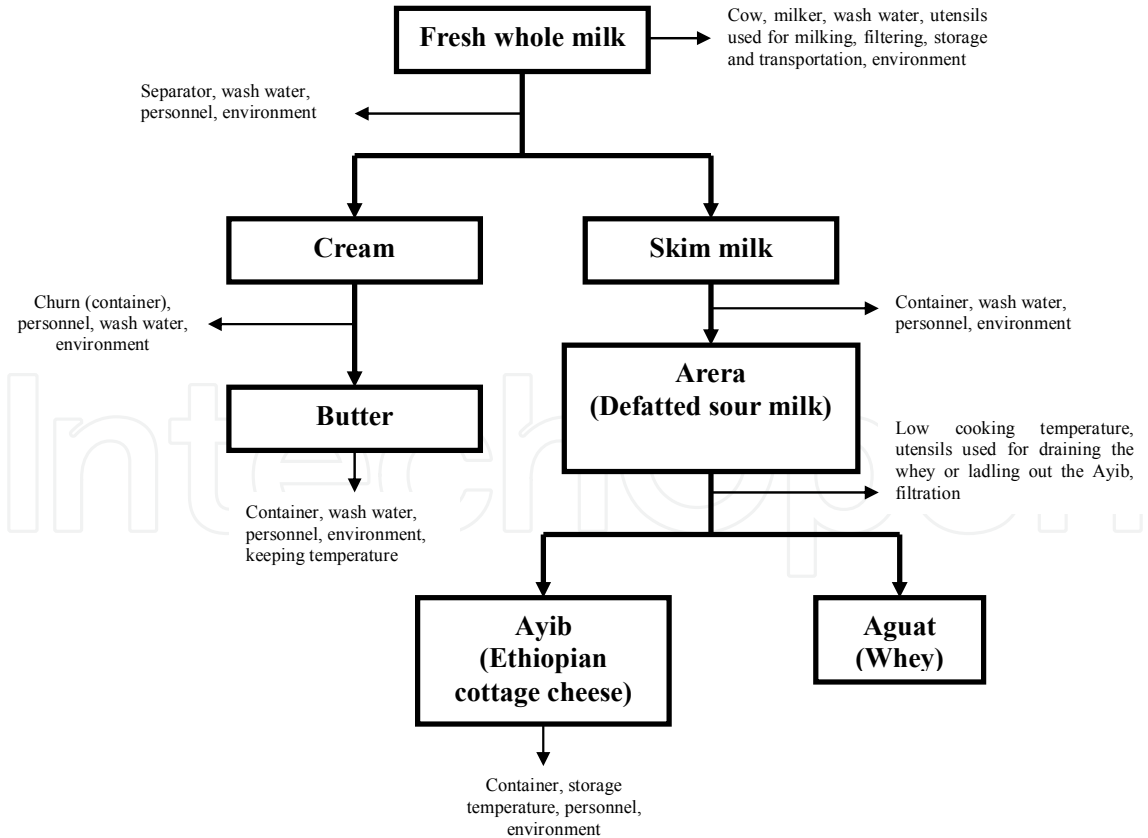 Fresh whole milk
Cow, milker, wash water, utensils
used for milking, filtering, storage
and transportation, environment
Separator, wash water,
personnel, environment
Cream
Skim milk
Churn (container),
personnel, wash water,
environment
Container, wash water,
personnel, environment
Butter
Arera
(Defatted sour milk)
Low cooking temperature,
utensils used for draining the
whey or ladling out the Ayib,
filtration
Container, wash water,
personnel, environment,
keeping temperature
Ayib
(Ethiopian
cottage cheese)
Aguat
(Whey)
Container, storage
temperature, personnel,
environment
IntechOpen